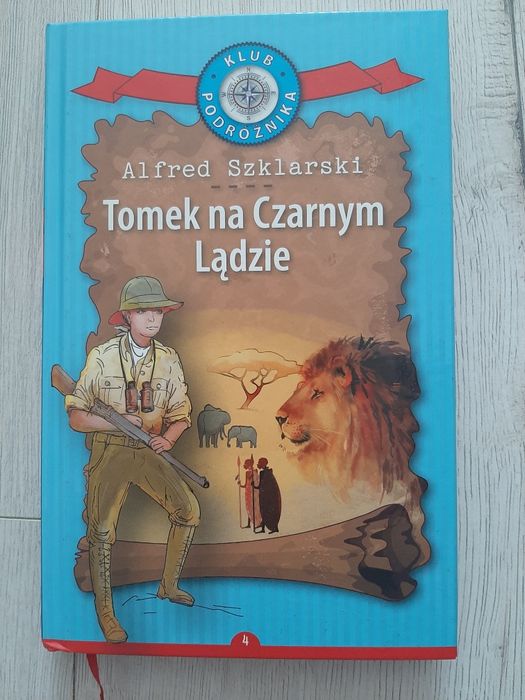 KLUB
PODRÓŻNIKA
N
E
S
Alfred Szklarski
Tomek na Czarnym
Lądzie
4